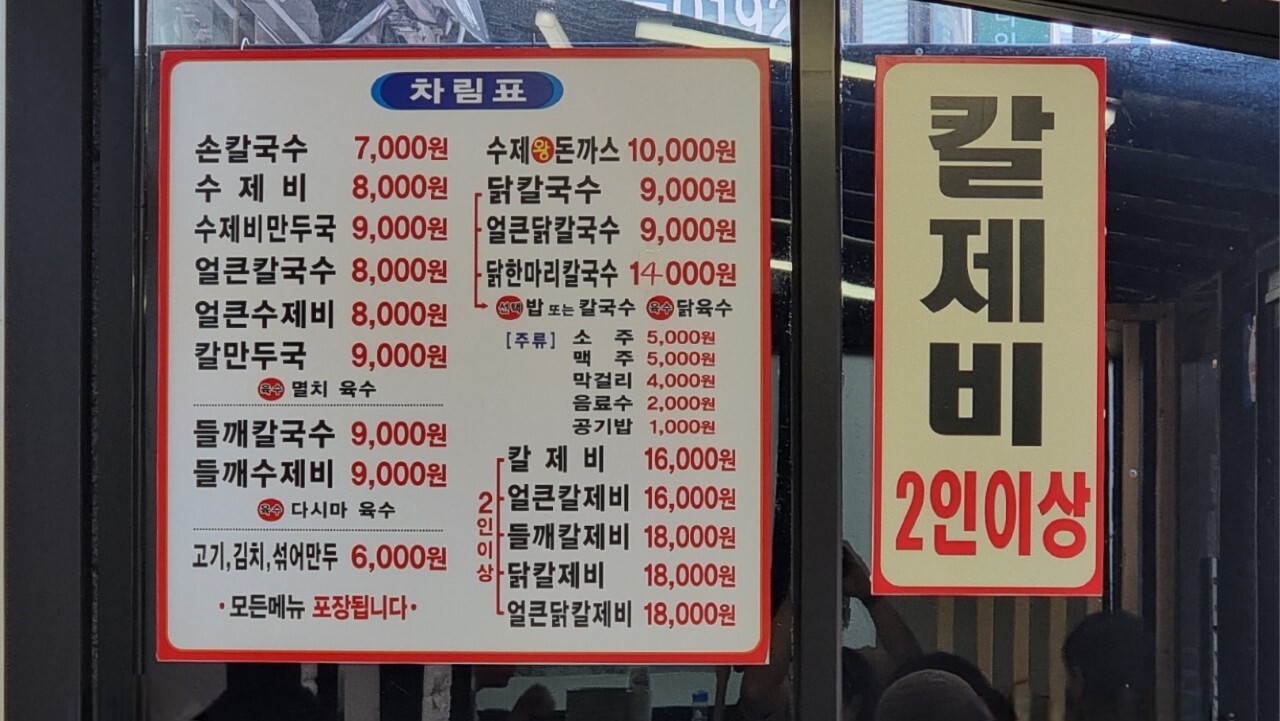 차림표
손칼국수 7,000원
수제비 8,000원
수제비만두국 9,000원
얼큰칼국수 8,000원
얼큰수제비 8,000원
칼만두국 9,000원
육수 멸치 육수
들깨칼국수 9,000원
들깨수제비 9,000원
육수 다시마 육수
고기,김치,섞어만두 6,000원
•모든메뉴 포장됩니다•
수제왕돈까스 10,000원
닭칼국수 9,000원
얼큰닭칼국수 9,000원
닭한마리칼국수 14000원
선택 밥 또는 칼국수 육수 닭육수
[주류] 소주 5,000원
맥주 5,000원
막걸리 4,000원
음료수 2,000원
공기밥 1,000원
2인이상
칼제비 16,000원
얼큰칼제비 16,000원
들깨칼제비 18,000원
닭칼제비 18,000원
얼큰닭칼제비 18,000원
칼제비
2인이상